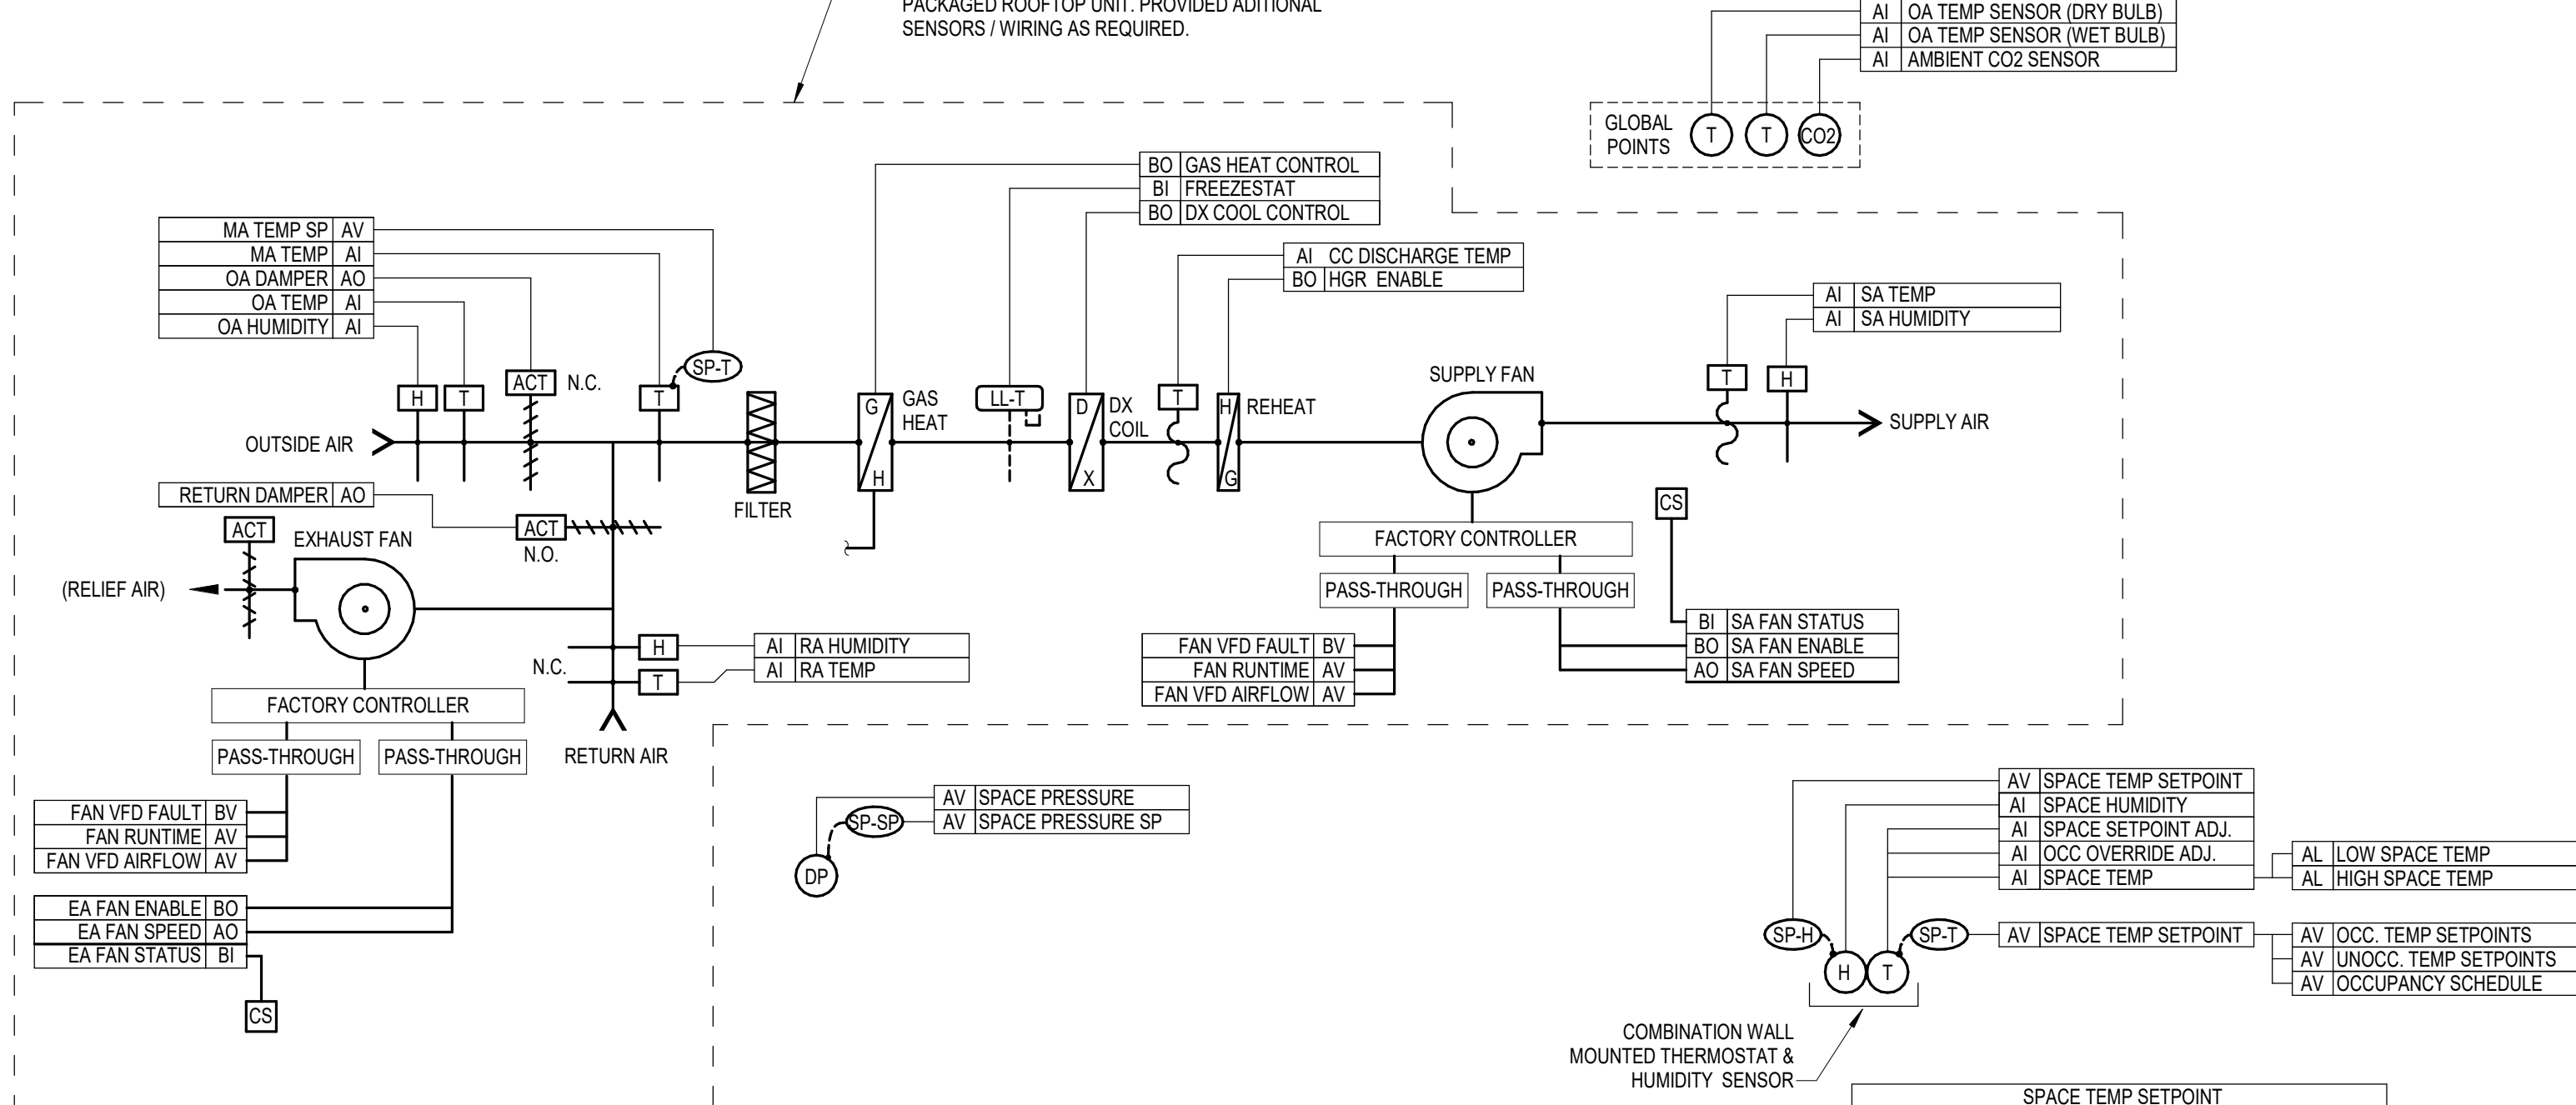 PACKAGED ROOFTOP UNIT. PROVIDED ADITIONAL
SENSORS / WIRING AS REQUIRED.
AI OA TEMP SENSOR (DRY BULB)
AI OA TEMP SENSOR (WET BULB)
AI AMBIENT CO2 SENSOR
GLOBAL
POINTS
T T CO2
BO GAS HEAT CONTROL
BI FREEZESTAT
BO DX COOL CONTROL
MA TEMP SP AV
MA TEMP AI
OA DAMPER AO
OA TEMP AI
OA HUMIDITY AI
AI CC DISCHARGE TEMP
BO HGR ENABLE
AI SA TEMP
AI SA HUMIDITY
SP-T
H T ACT N.C. T
G H
GAS
HEAT
LL-T
D X
DX
COIL
T
H G
REHEAT
SUPPLY FAN
T H
OUTSIDE AIR
SUPPLY AIR
FILTER
RETURN DAMPER AO
ACT
N.O.
ACT
EXHAUST FAN
(RELIEF AIR)
CS
FACTORY CONTROLLER
PASS-THROUGH PASS-THROUGH
BI SA FAN STATUS
BO SA FAN ENABLE
AO SA FAN SPEED
FAN VFD FAULT BV
FAN RUNTIME AV
FAN VFD AIRFLOW AV
N.C.
H AI RA HUMIDITY
T AI RA TEMP
RETURN AIR
FACTORY CONTROLLER
PASS-THROUGH PASS-THROUGH
FAN VFD FAULT BV
FAN RUNTIME AV
FAN VFD AIRFLOW AV
EA FAN ENABLE BO
EA FAN SPEED AO
EA FAN STATUS BI
CS
AV SPACE PRESSURE
AV SPACE PRESSURE SP
SP-SP
DP
AV SPACE TEMP SETPOINT
AI SPACE HUMIDITY
AI SPACE SETPOINT ADJ.
AI OCC OVERRIDE ADJ.
AI SPACE TEMP
AL LOW SPACE TEMP
AL HIGH SPACE TEMP
SP-H SP-T AV SPACE TEMP SETPOINT
AV OCC. TEMP SETPOINTS
AV UNOCC. TEMP SETPOINTS
AV OCCUPANCY SCHEDULE
H T
COMBINATION WALL
MOUNTED THERMOSTAT &
HUMIDITY SENSOR
SPACE TEMP SETPOINT